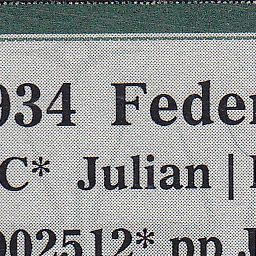 934 Feder
C* Julian |
002512* pp J